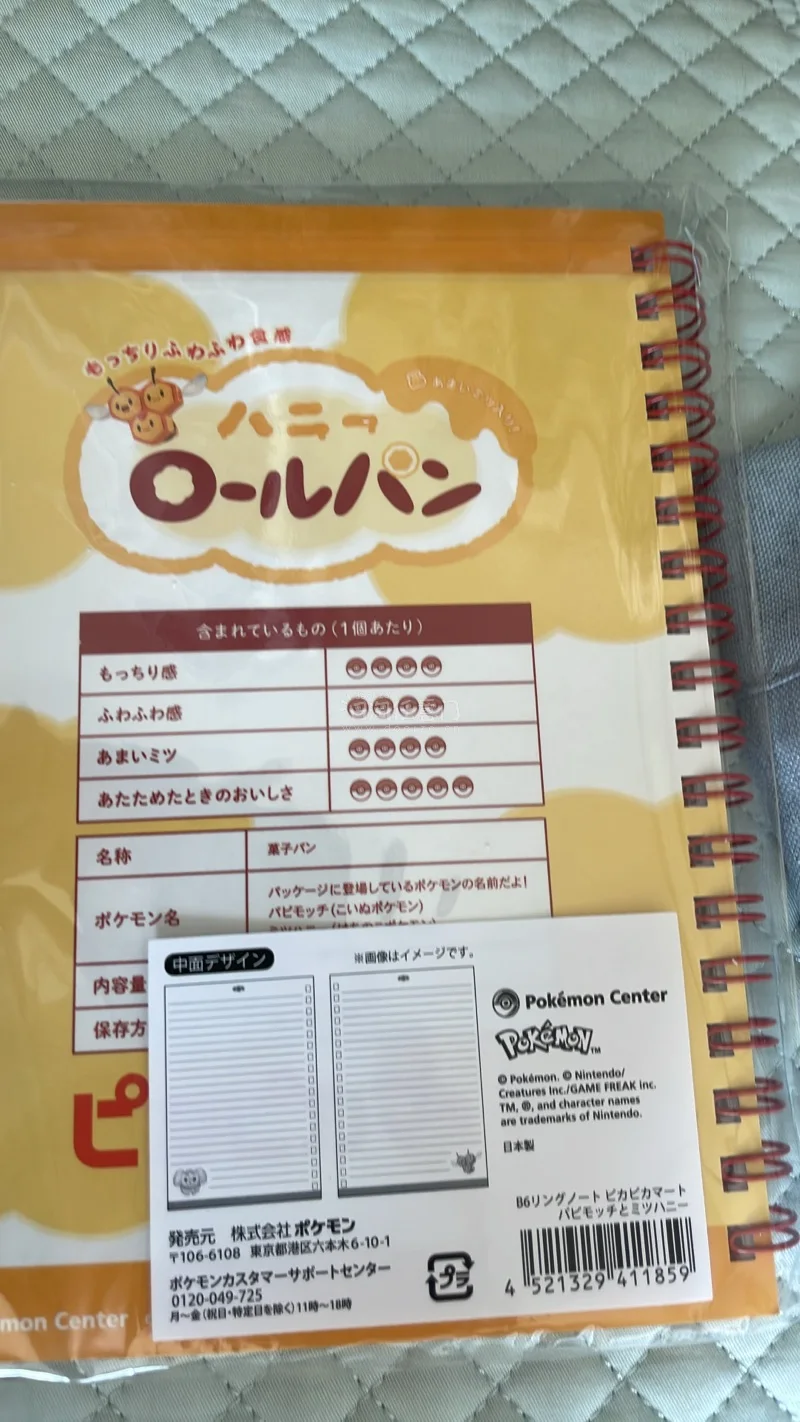 もっちりふわふわ食感
あまいミツ入り!
ハニー
ロールパン
含まれているもの(1個あたり)
もっちり感
ふわふわ感
あまいミツ
あたためたときのおいしさ
名称 菓子パン
ポケモン名 パッケージに登場しているポケモンの名前だよ!
パピモッチ(こいぬポケモン)
内容量
保存方
中面デザイン
※画像はイメージです。
Pokémon Center
POKÉMON™
© Pokémon. © Nintendo/
Creatures Inc./GAME FREAK inc.
TM, ®, and character names
are trademarks of Nintendo.
日本製
B6リングノート ピカピカマート
パピモッチとミツハニー
発売元 株式会社ポケモン
〒106-6108 東京都港区六本木6-10-1
ポケモンカスタマーサポートセンター
0120-049-725
月~金(祝日・特定日を除く)11時~18時
プラ
4 521329 411859
mon Center